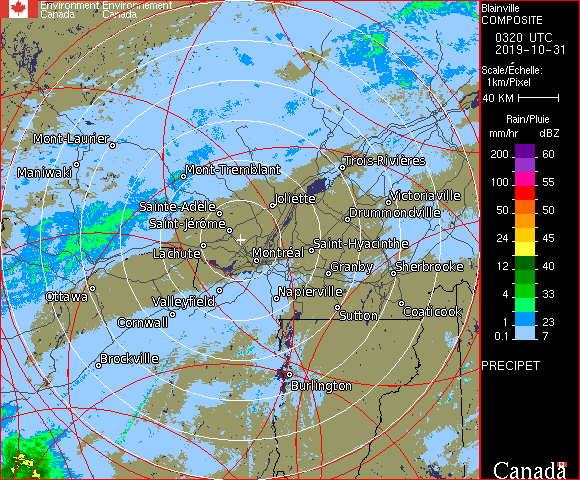 Environment Environnement
Canada Canada
Blainville
COMPOSITE
0320 UTC
2019-10-31
Scale/Échelle:
1km/Pixel
40 KM
Rain/Pluie
mm/hr dBZ
200 60
150 57
100 55
50 50
24 45
12 40
4 33
1 23
0.1 7
PRECIPET
Canada
Mont-Laurier
Maniwaki
Mont-Tremblant
Trois-Rivières
Sainte-Adèle
Joliette
Victoriaville
Drummondville
Saint-Jérôme
Lachute
Montréal
Saint-Hyacinthe
Granby
Sherbrooke
Ottawa
Valleyfield
Napierville
Cornwall
Sutton
Coaticook
Brockville
Burlington